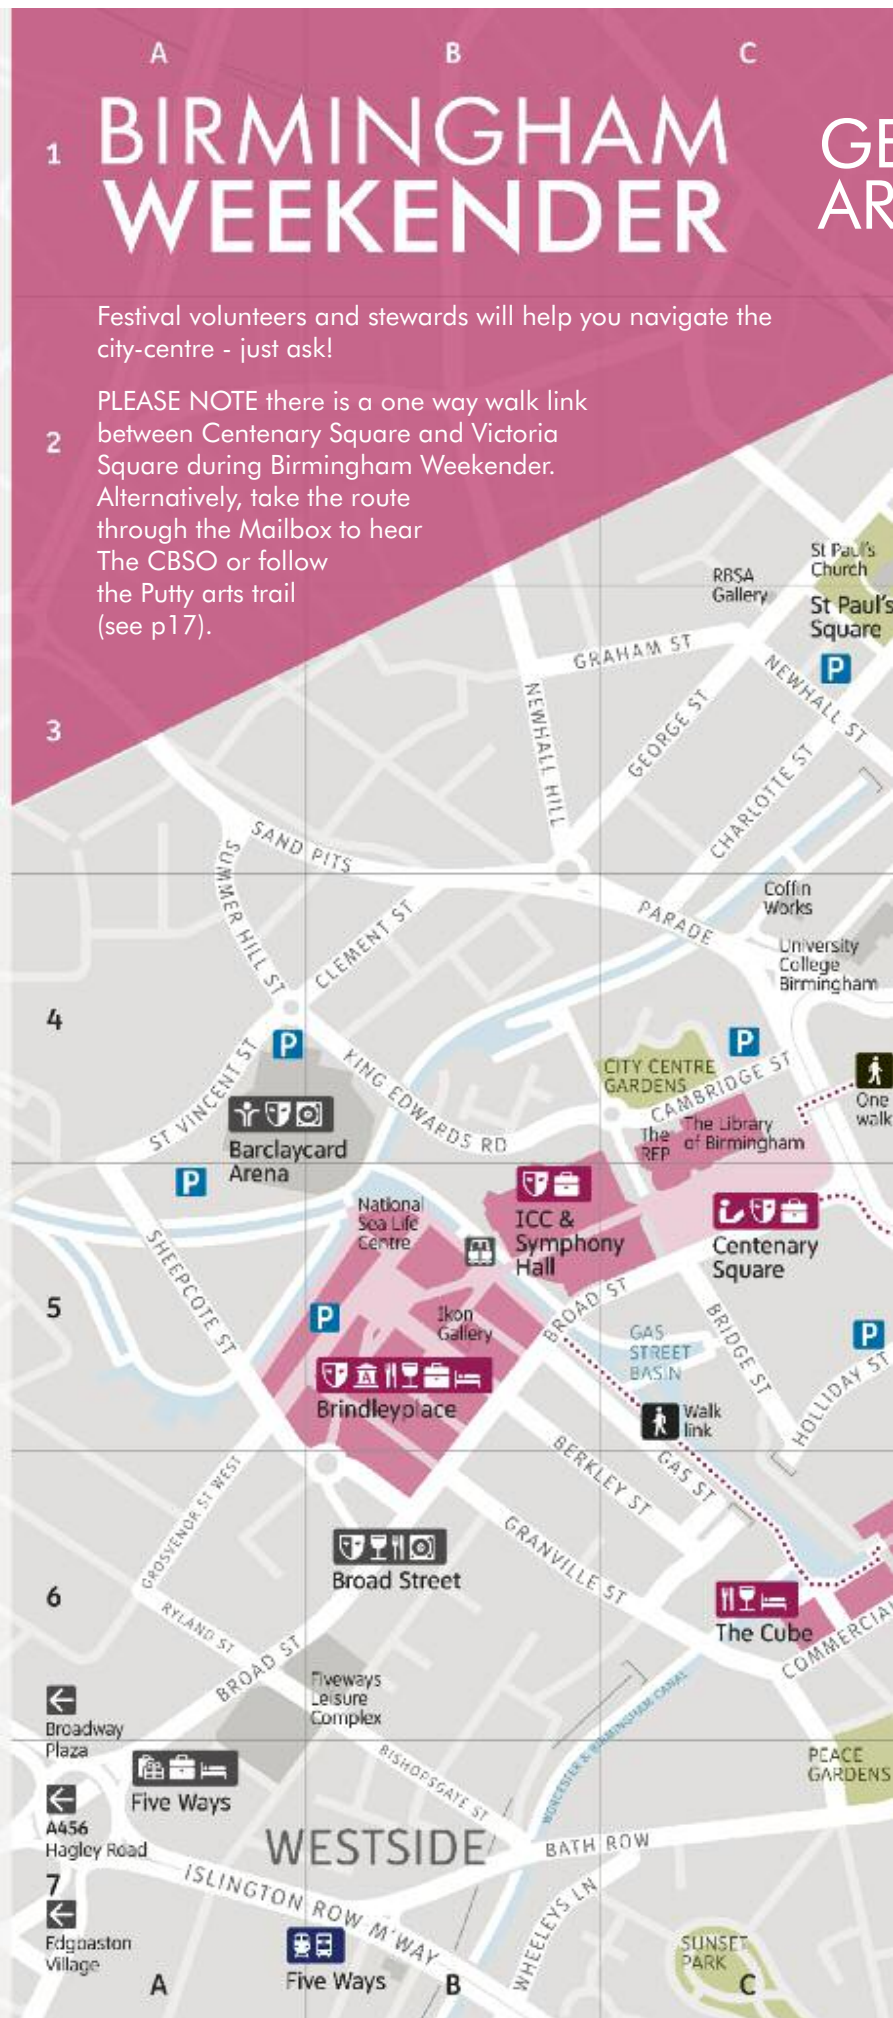 A
B
C
1
BIRMINGHAM
WEEKENDER
GE
AR
Festival volunteers and stewards will help you navigate the
city-centre - just ask!
2
PLEASE NOTE there is a one way walk link
between Centenary Square and Victoria
Square during Birmingham Weekender.
Alternatively, take the route
through the Mailbox to hear
The CBSO or follow
the Putty arts trail
(see p17).
St Paul's
Church
RBSA
Gallery
St Paul's
Square
P
GRAHAM ST
NEWHALL ST
NEWHALL HILL
GEORGE ST
CHARLOTTE ST
3
SAND PITS
SUMMER HILL ST
CLEMENT ST
PARADE
Coffin
Works
University
College
Birmingham
4
P
P
KING EDWARDS RD
ST VINCENT ST
CITY CENTRE
GARDENS
CAMBRIDGE ST
One
walk
The Library
of Birmingham
The
REP
Barclaycard
Arena
P
National
Sea Life
Centre
ICC &
Symphony
Hall
i
Centenary
Square
SHEEPCOTE ST
5
P
Ikon
Gallery
BROAD ST
GAS
STREET
BASIN
BRIDGE ST
P
HOLLIDAY ST
Brindleyplace
Walk
link
BERKLEY ST
GAS ST
GROSVENOR ST WEST
GRANVILLE ST
Broad Street
6
RYLAND ST
The Cube
COMMERCIA
BROAD ST
Fiveways
Leisure
Complex
WORCESTER & BIRMINGHAM CANAL
Broadway
Plaza
BISHOPSGATE ST
PEACE
GARDENS
Five Ways
A456
Hagley Road
WESTSIDE
BATH ROW
7
ISLINGTON ROW M'WAY
WHEELEYS LN
Edgbaston
Village
Five Ways
SUNSET
PARK
A
B
C